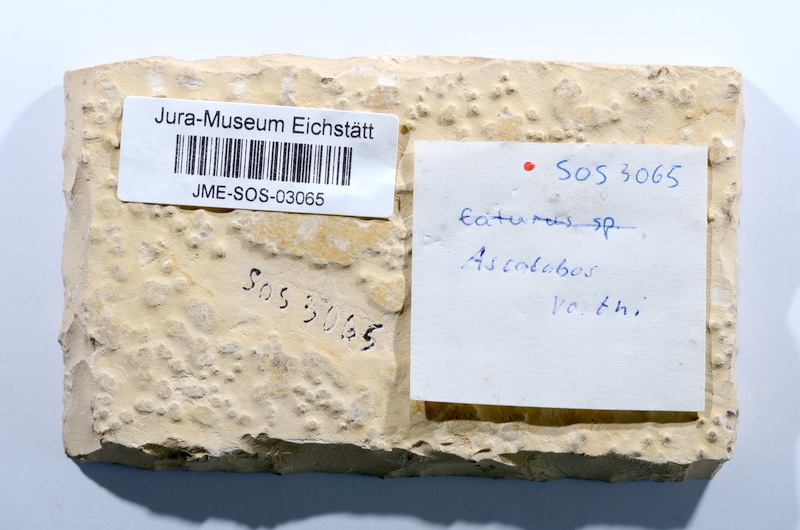 Jura-Museum Eichstätt
JME-SOS-03065
SOS 3065
Caturus sp.
Ascalabos
voithi
SOS 3065